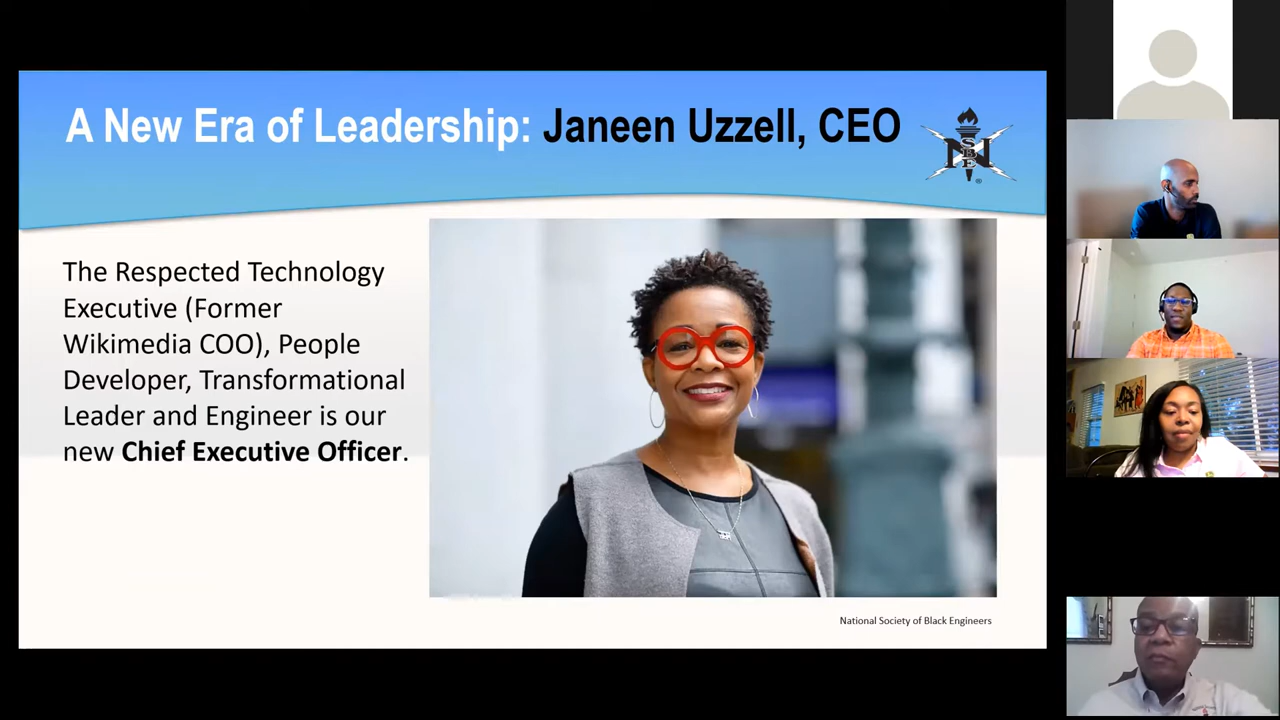 A New Era of Leadership: Janeen Uzzell, CEO
NSBE
®
The Respected Technology
Executive (Former
Wikimedia COO), People
Developer, Transformational
Leader and Engineer is our
new Chief Executive Officer.
National Society of Black Engineers